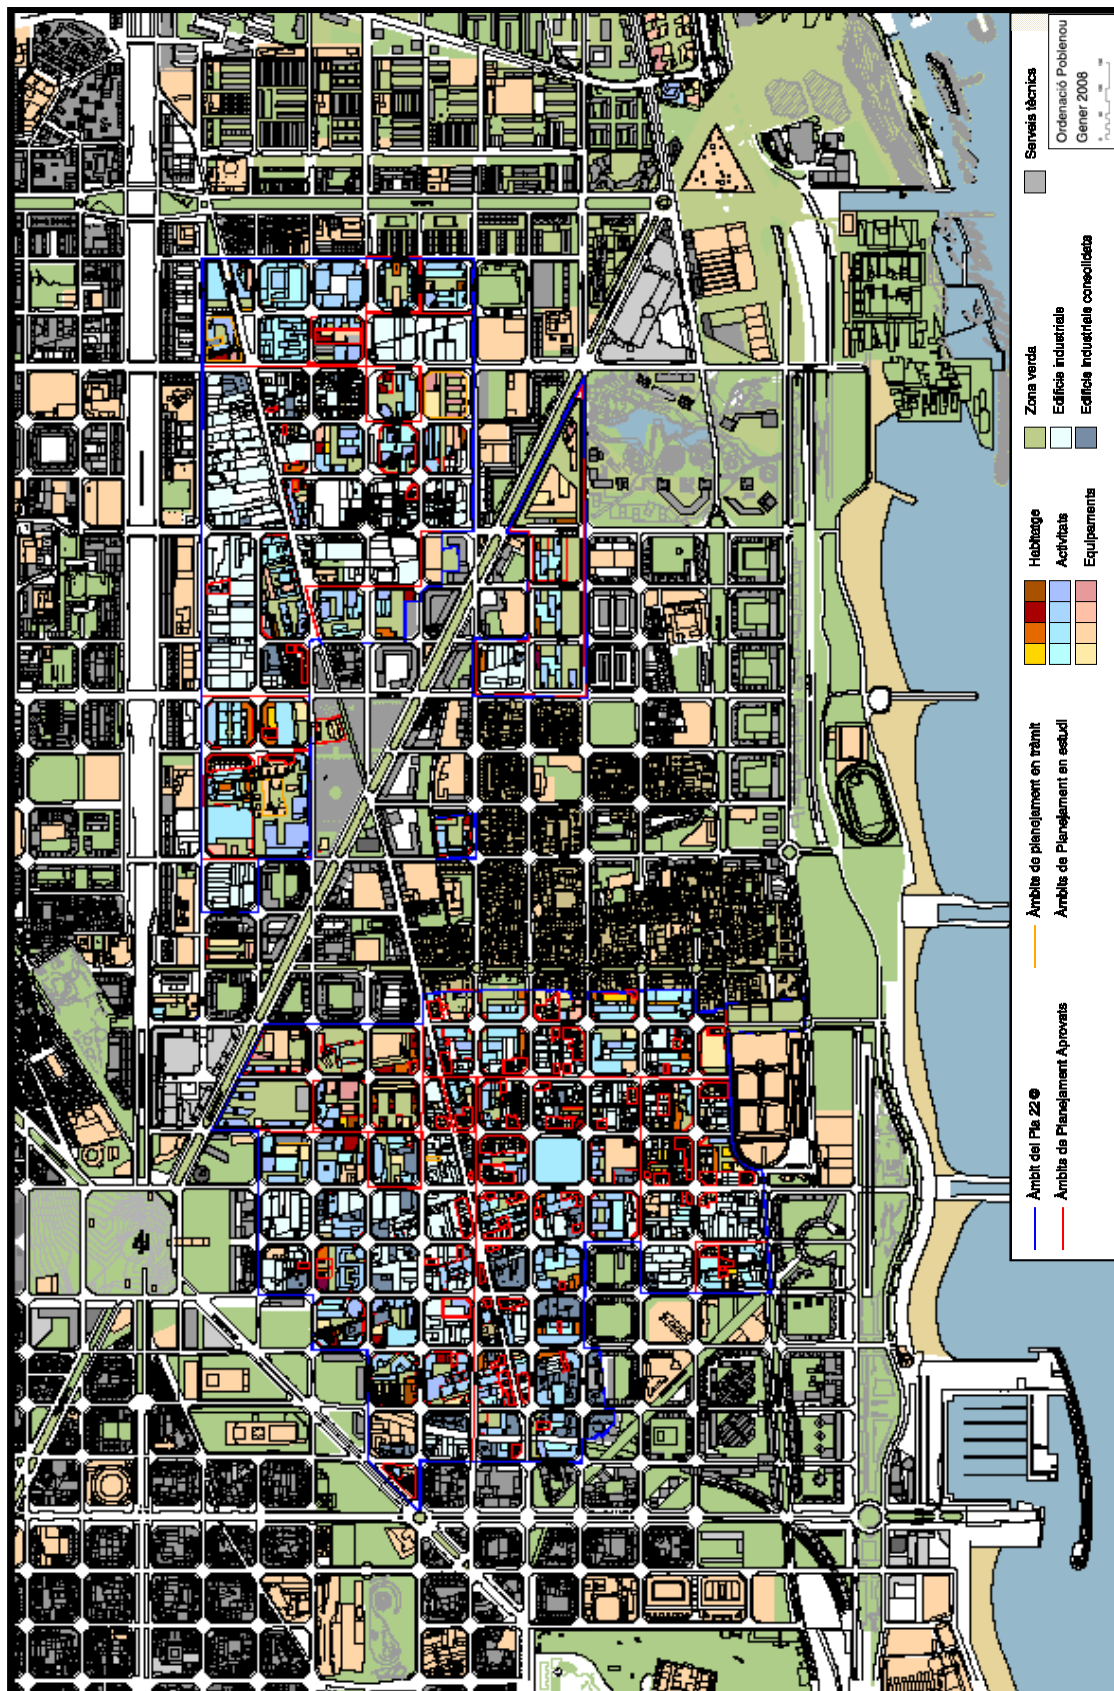 Àmbit del Pla 22@
Àmbits de Planejament Aprovats
Àmbits de planejament en tràmit
Àmbits de Planejament en estudi
Habitatge
Activitats
Equipaments
Zona verda
Edificis industrials
Edificis industrials consolidats
Serveis tècnics
Ordenació Poblenou
Gener 2008